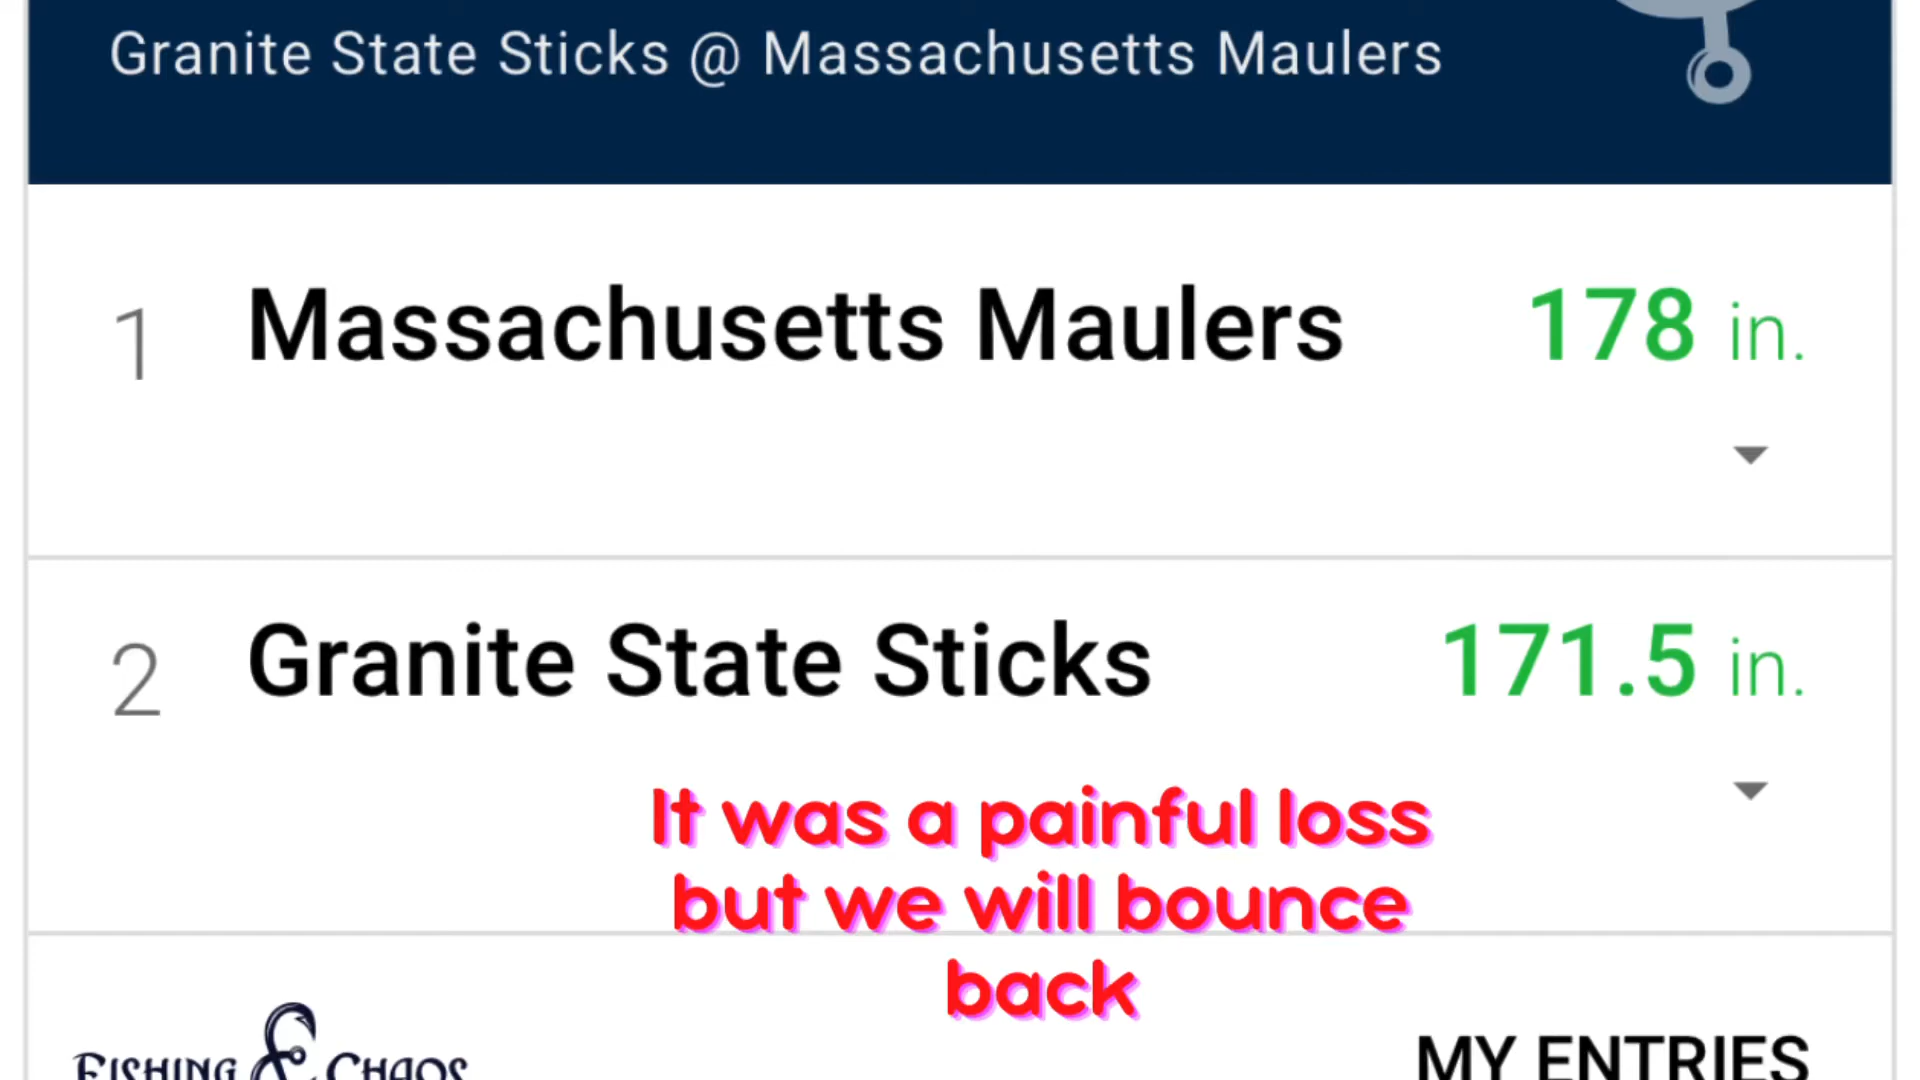 Granite State Sticks @ Massachusetts Maulers
1 Massachusetts Maulers 178 in.
2 Granite State Sticks 171.5 in.
It was a painful loss
but we will bounce
back
FISHING & CHAOS
MY ENTRIES